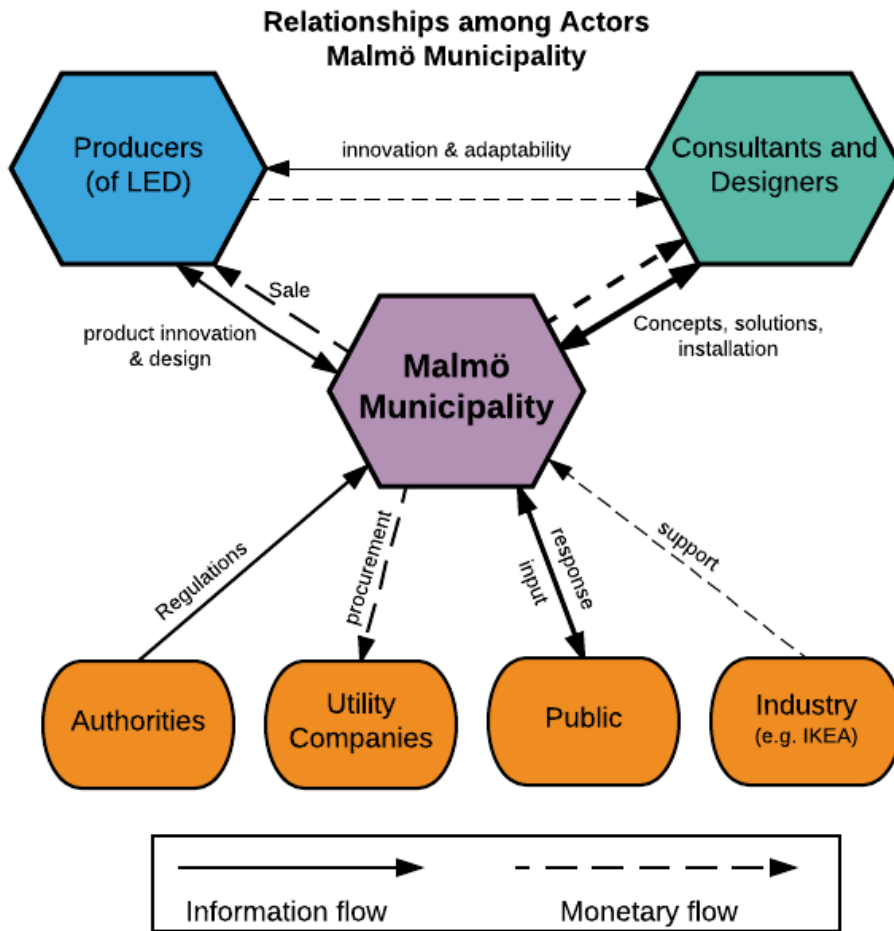 Relationships among Actors
Malmö Municipality
Producers
(of LED)
innovation & adaptability
Consultants and
Designers
Sale
product innovation
& design
Concepts, solutions,
installation
Malmö
Municipality
Regulations
procurement
input
response
support
Authorities
Utility
Companies
Public
Industry
(e.g. IKEA)
Information flow
Monetary flow